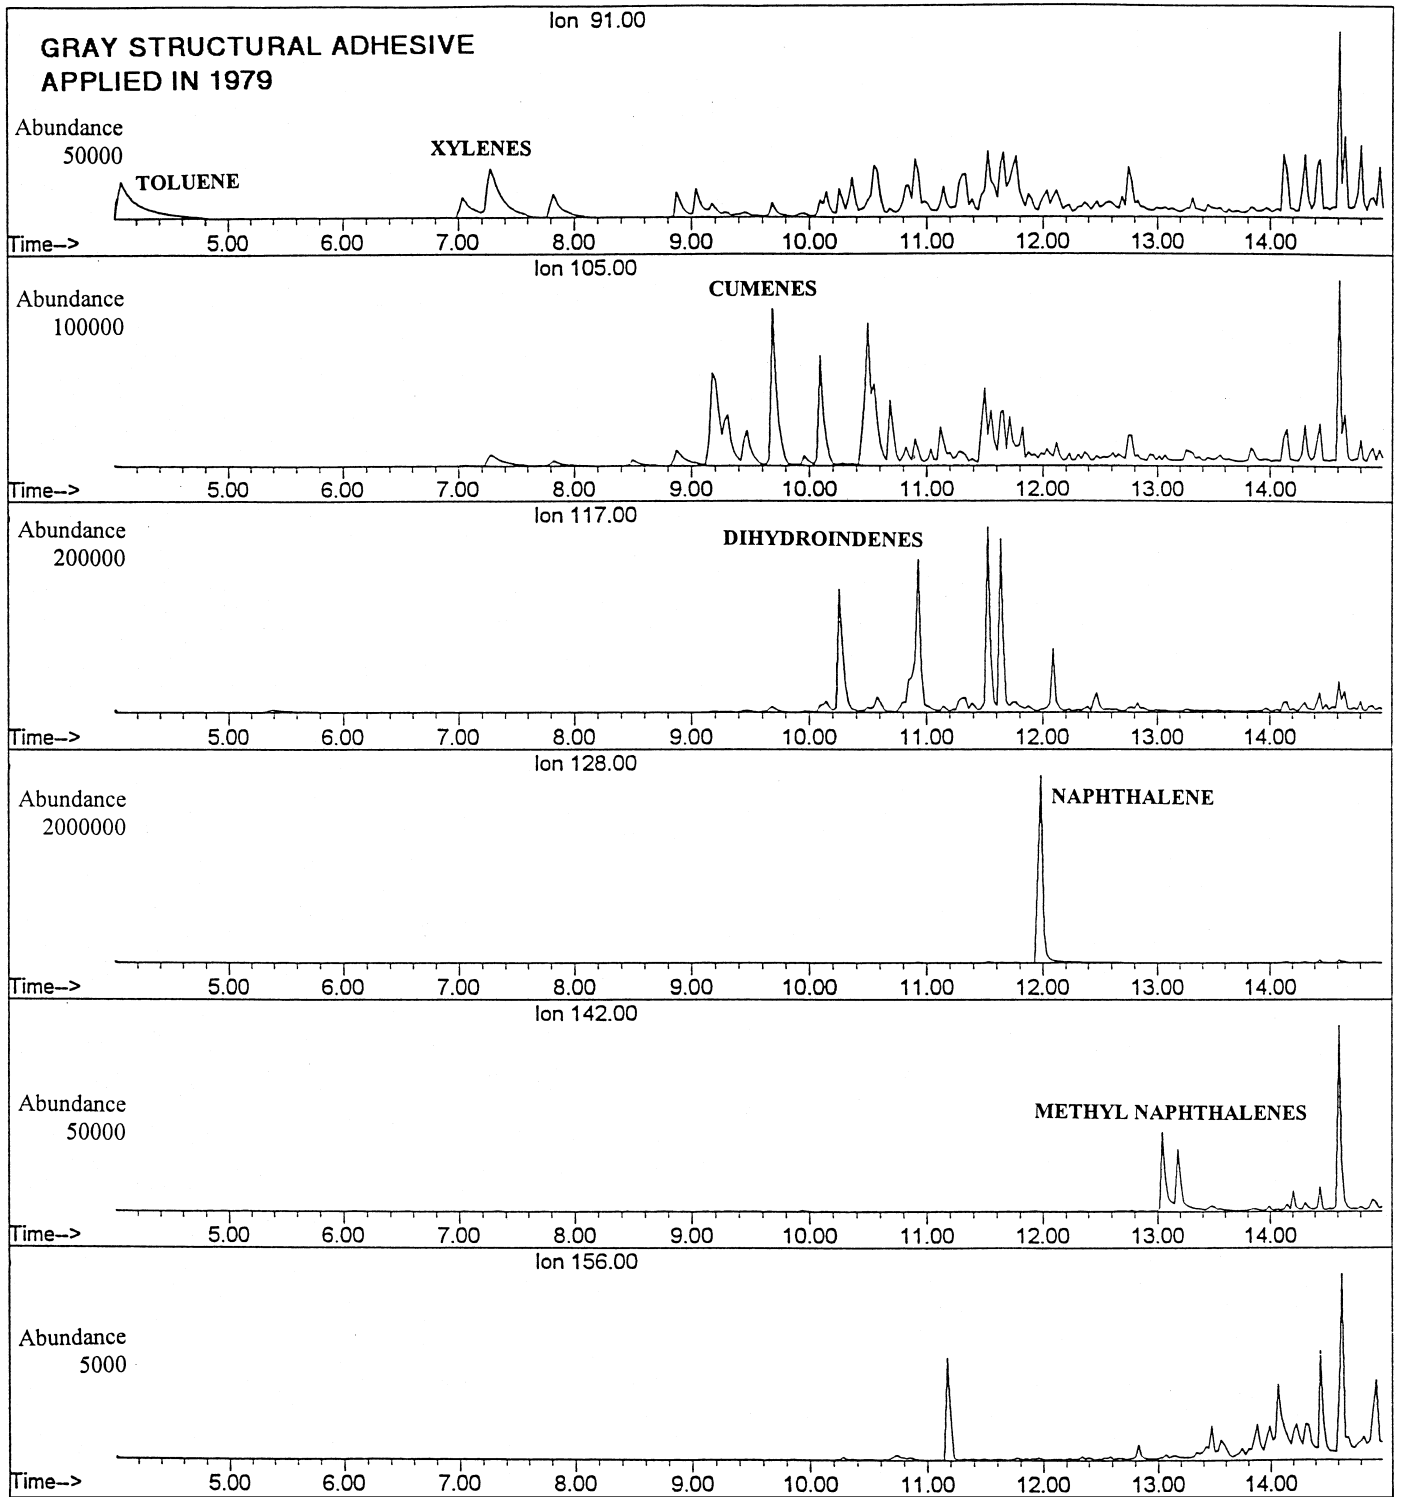 Ion 91.00
GRAY STRUCTURAL ADHESIVE
APPLIED IN 1979
Abundance
50000
TOLUENE
XYLENES
Time-->
5.00 6.00 7.00 8.00 9.00 10.00 11.00 12.00 13.00 14.00
Ion 105.00
Abundance
100000
CUMENES
Time-->
5.00 6.00 7.00 8.00 9.00 10.00 11.00 12.00 13.00 14.00
Ion 117.00
Abundance
200000
DIHYDROINDENES
Time-->
5.00 6.00 7.00 8.00 9.00 10.00 11.00 12.00 13.00 14.00
Ion 128.00
Abundance
2000000
NAPHTHALENE
Time-->
5.00 6.00 7.00 8.00 9.00 10.00 11.00 12.00 13.00 14.00
Ion 142.00
Abundance
50000
METHYL NAPHTHALENES
Time-->
5.00 6.00 7.00 8.00 9.00 10.00 11.00 12.00 13.00 14.00
Ion 156.00
Abundance
5000
Time-->
5.00 6.00 7.00 8.00 9.00 10.00 11.00 12.00 13.00 14.00